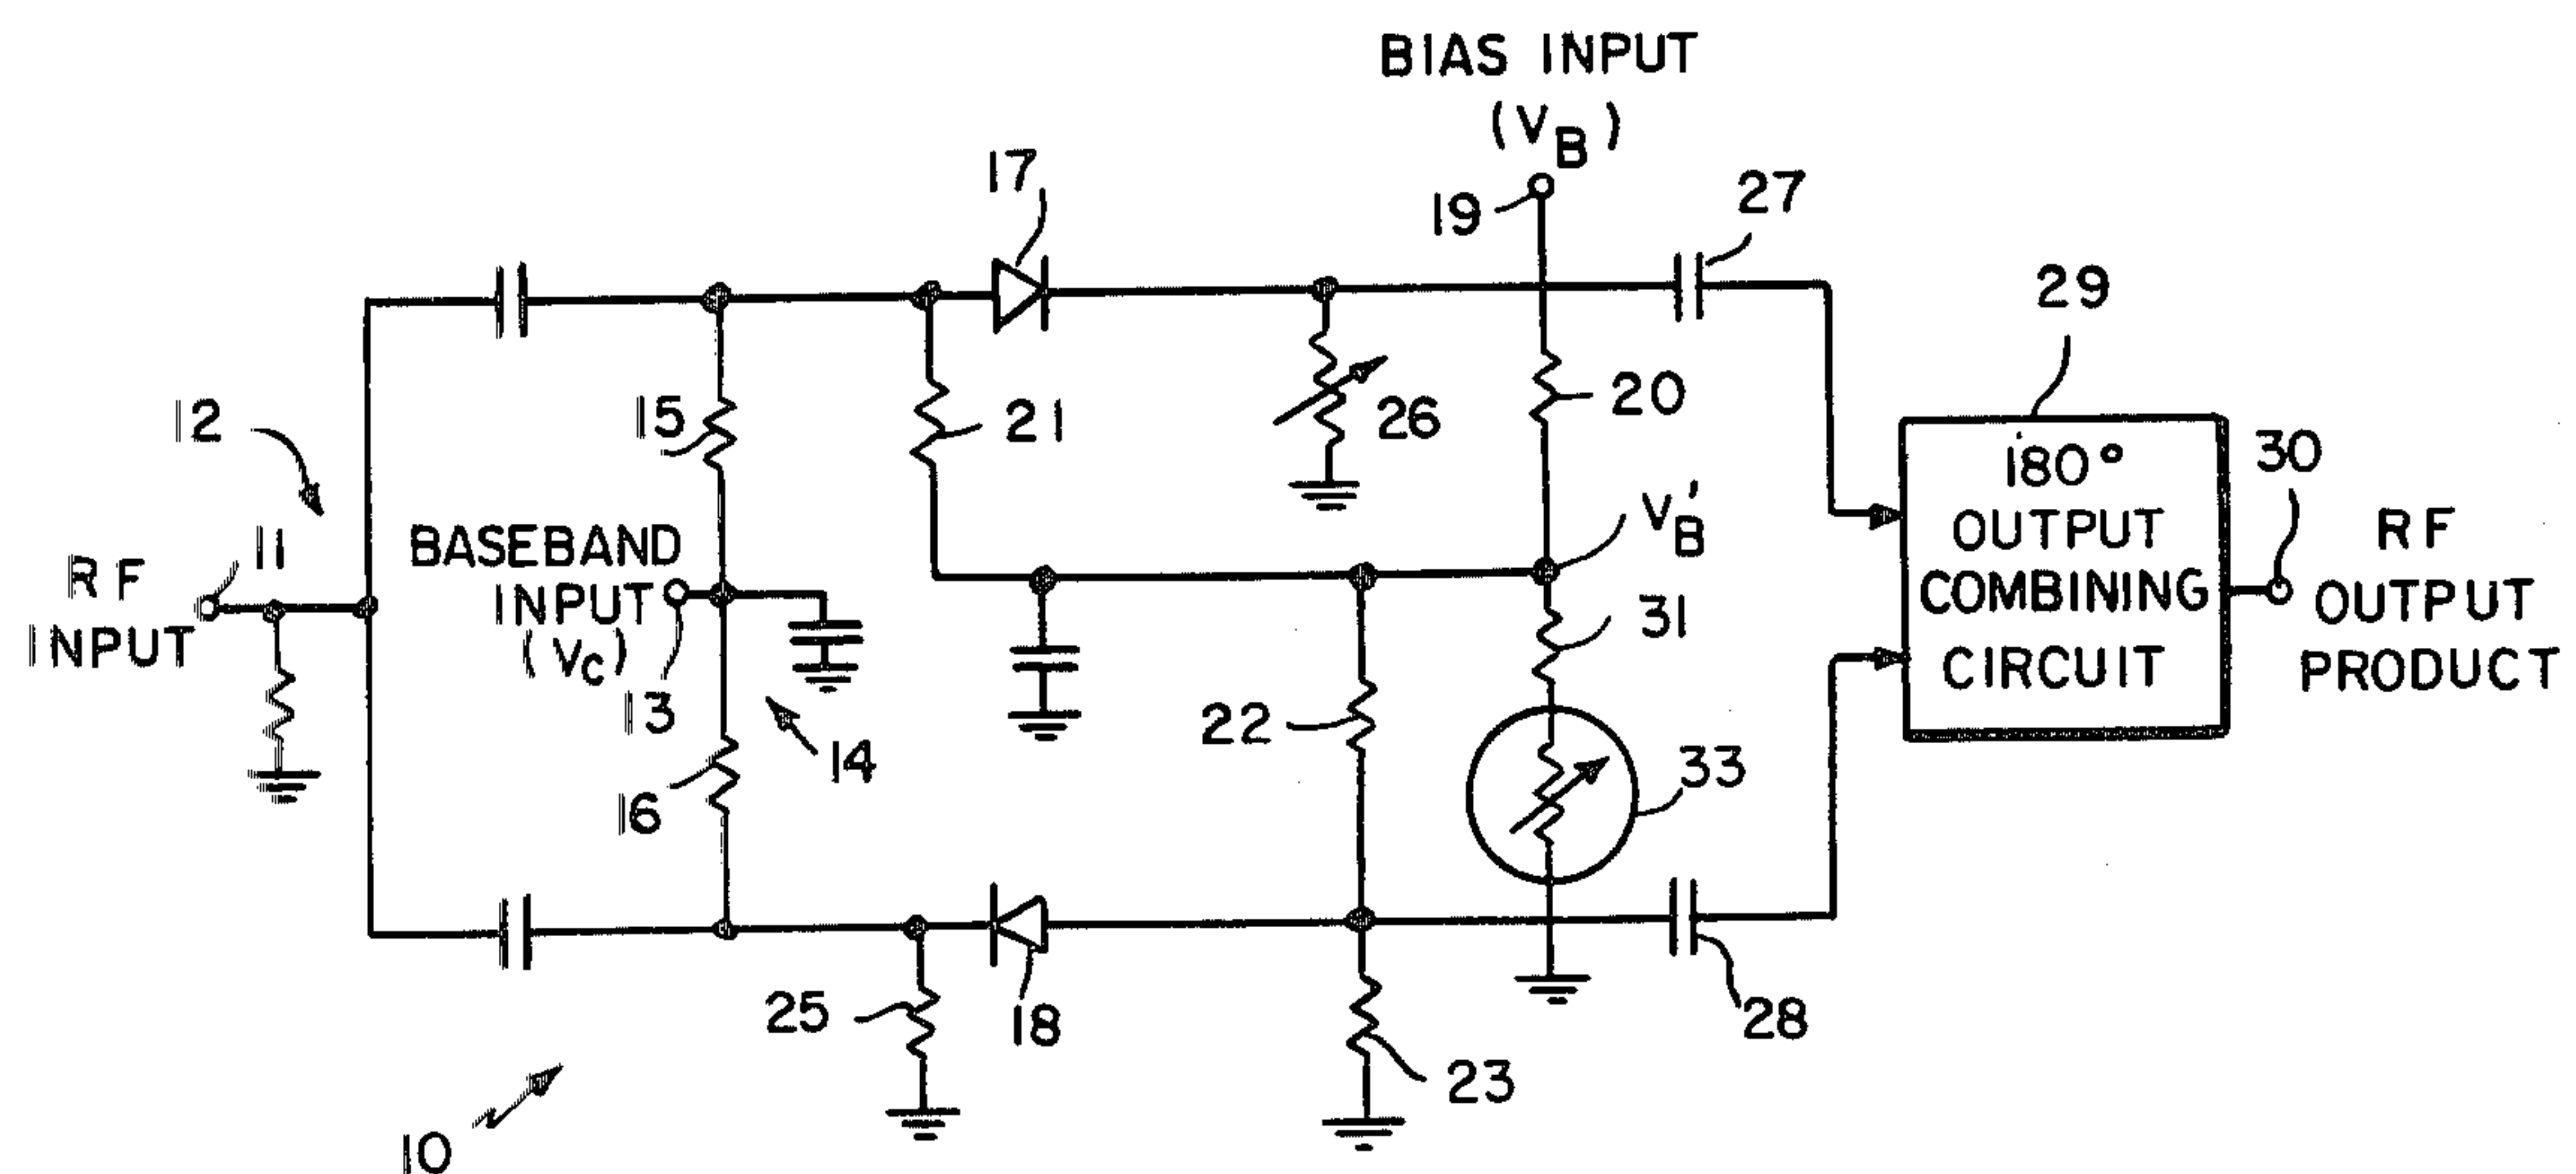 BIAS INPUT
(VB)
17
19
27
29
12
15
21
26
20
180°
OUTPUT
COMBINING
CIRCUIT
30
RF
OUTPUT
PRODUCT
11
RF
INPUT
BASEBAND
INPUT
(VC)
13
V'B
31
14
22
33
16
25
18
28
23
10